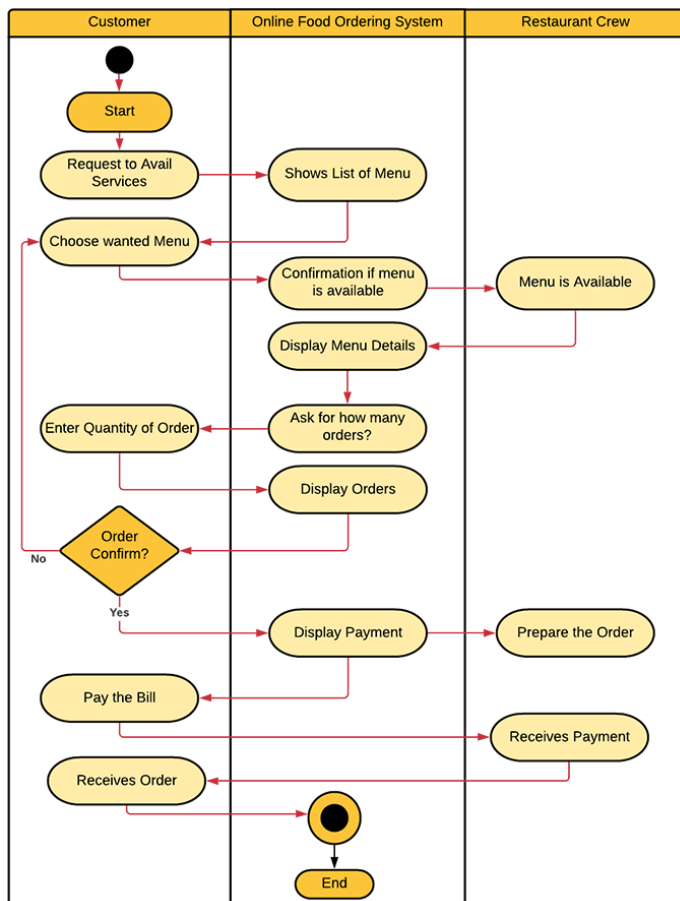 Customer
Online Food Ordering System
Restaurant Crew
Start
Request to Avail
Services
Shows List of Menu
Choose wanted Menu
Confirmation if menu
is available
Menu is Available
Display Menu Details
Ask for how many
orders?
Enter Quantity of Order
Display Orders
Order
Confirm?
No
Yes
Display Payment
Prepare the Order
Pay the Bill
Receives Payment
Receives Order
End